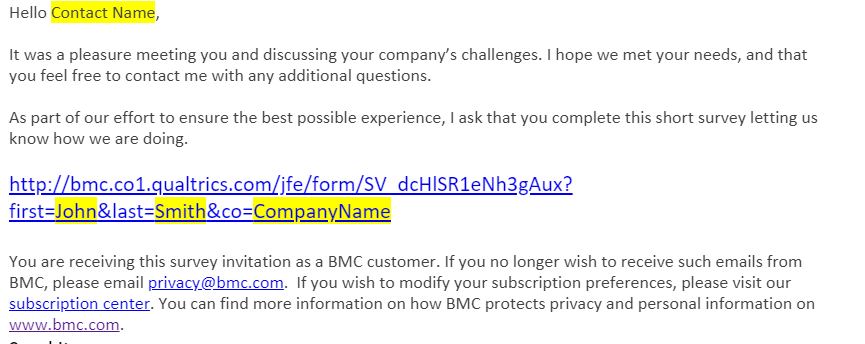 Hello Contact Name,
It was a pleasure meeting you and discussing your company’s challenges. I hope we met your needs, and that
you feel free to contact me with any additional questions.
As part of our effort to ensure the best possible experience, I ask that you complete this short survey letting us
know how we are doing.
http://bmc.co1.qualtrics.com/jfe/form/SV_dcHlSR1eNh3gAux?
first=John&last=Smith&co=CompanyName
You are receiving this survey invitation as a BMC customer. If you no longer wish to receive such emails from
BMC, please email privacy@bmc.com.  If you wish to modify your subscription preferences, please visit our
subscription center. You can find more information on how BMC protects privacy and personal information on
www.bmc.com.